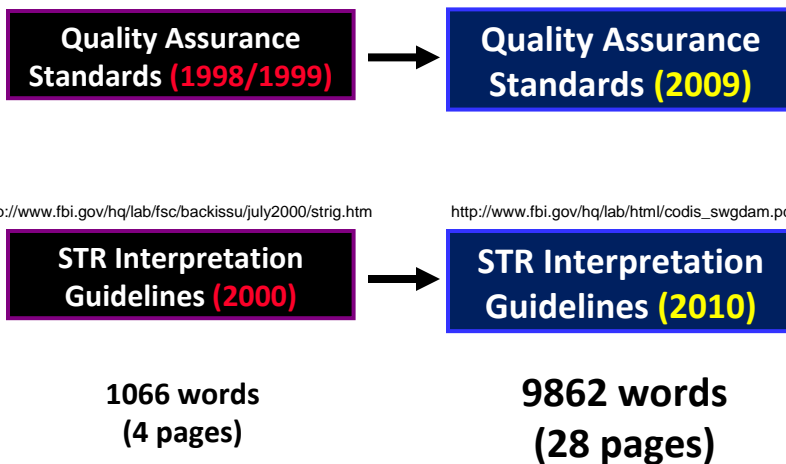 Quality Assurance
Standards (1998/1999)
Quality Assurance
Standards (2009)
p://www.fbi.gov/hq/lab/fsc/backissu/july2000/strig.htm
http://www.fbi.gov/hq/lab/html/codis_swgdam.pd
STR Interpretation
Guidelines (2000)
STR Interpretation
Guidelines (2010)
1066 words
(4 pages)
9862 words
(28 pages)